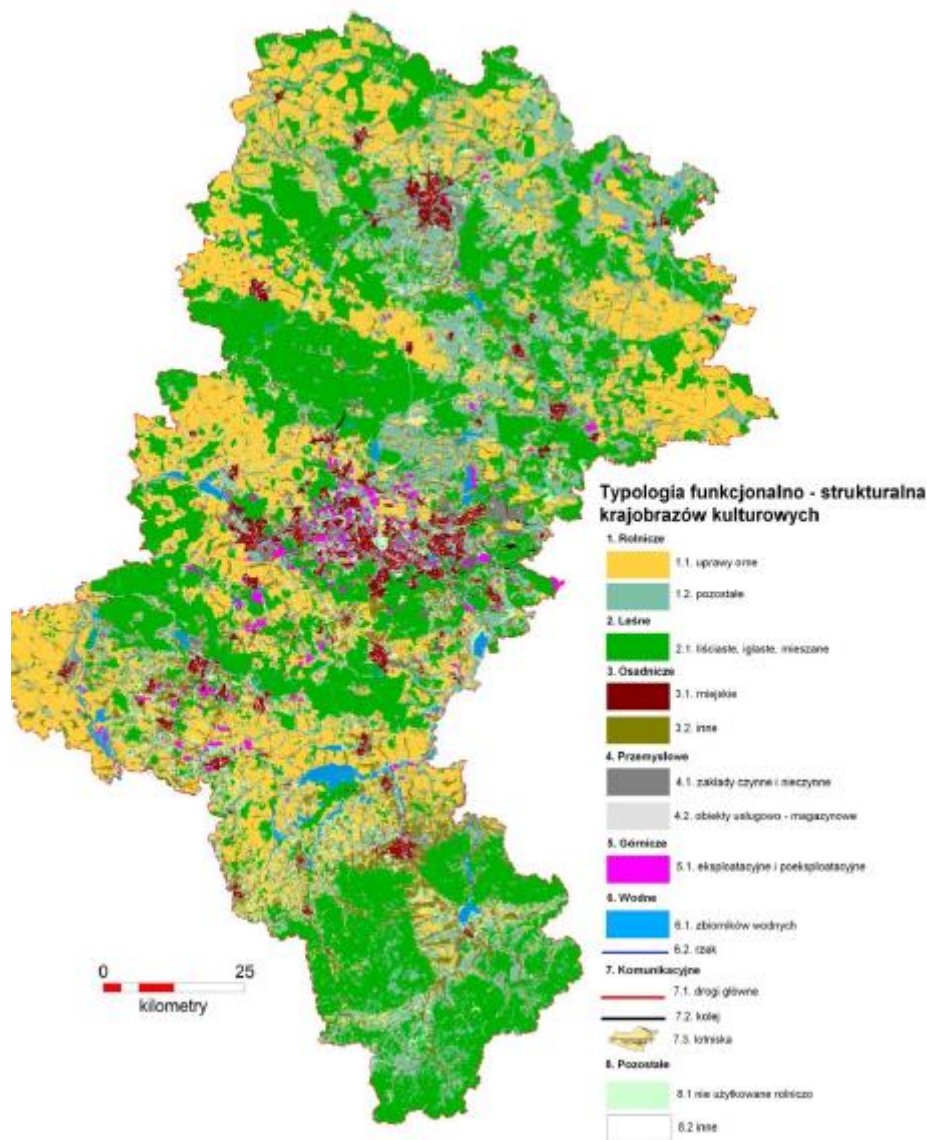 Typologia funkcjonalno - strukturalna
krajobrazów kulturowych
1. Rolnicze
1.1. uprawy orne
1.2. pozostałe
2. Leśne
2.1. liściaste, iglaste, mieszane
3. Osadnicze
3.1. miejskie
3.2. inne
4. Przemysłowe
4.1. zakłady czynne i nieczynne
4.2. obiekty usługowo - magazynowe
5. Górnicze
5.1. eksploatacyjne i poeksploatacyjne
6. Wodne
6.1. zbiorników wodnych
6.2. rzek
7. Komunikacyjne
7.1. drogi główne
7.2. kolej
7.3. lotniska
8. Pozostałe
8.1 nie użytkowane rolniczo
8.2 inne
0 25
kilometry